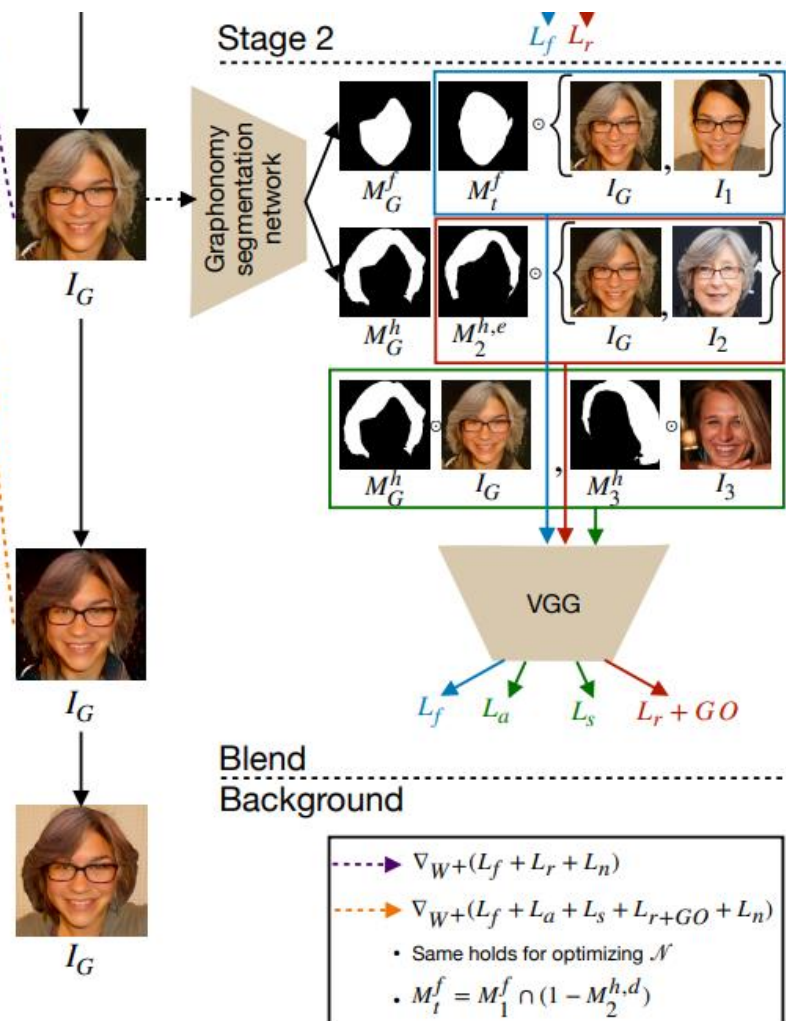 Stage 2
L_f L_r
Graphonomy
segmentation
network
M_G^f M_t^f ⊙ { I_G , I_1 }
I_G
M_G^h M_2^{h,e} ⊙ { I_G , I_2 }
M_G^h ⊙ I_G , M_3^h ⊙ I_3
VGG
I_G
L_f L_a L_s L_r + GO
Blend
Background
I_G
∇_{W+}(L_f + L_r + L_n)
∇_{W+}(L_f + L_a + L_s + L_{r+GO} + L_n)
• Same holds for optimizing 𝒩
• M_t^f = M_1^f ∩ (1 − M_2^{h,d})